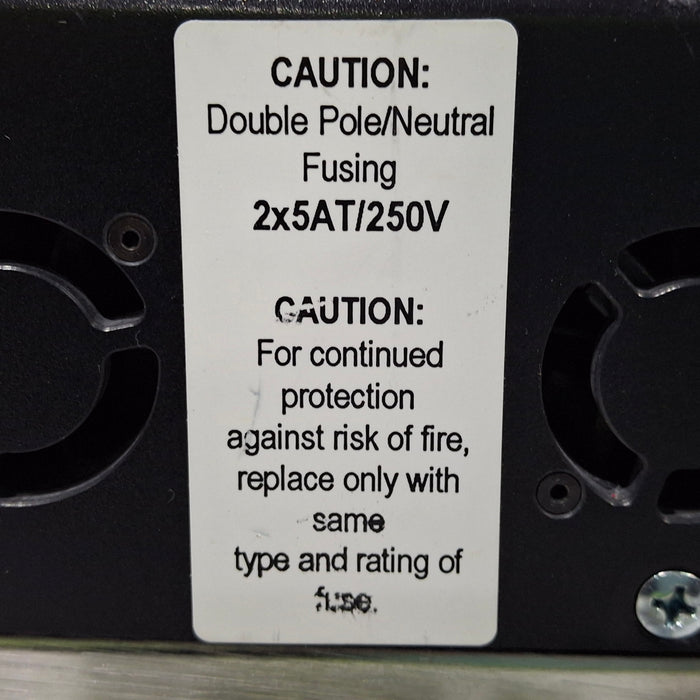 CAUTION:
Double Pole/Neutral
Fusing
2x5AT/250V
CAUTION:
For continued
protection
against risk of fire,
replace only with
same
type and rating of
fuse.